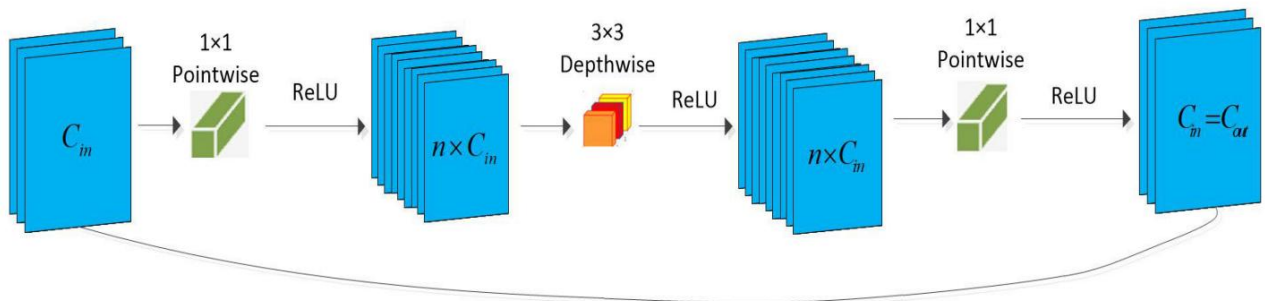 C_in
1×1
Pointwise
ReLU
n×C_in
3×3
Depthwise
ReLU
n×C_in
1×1
Pointwise
ReLU
C_in=C_out